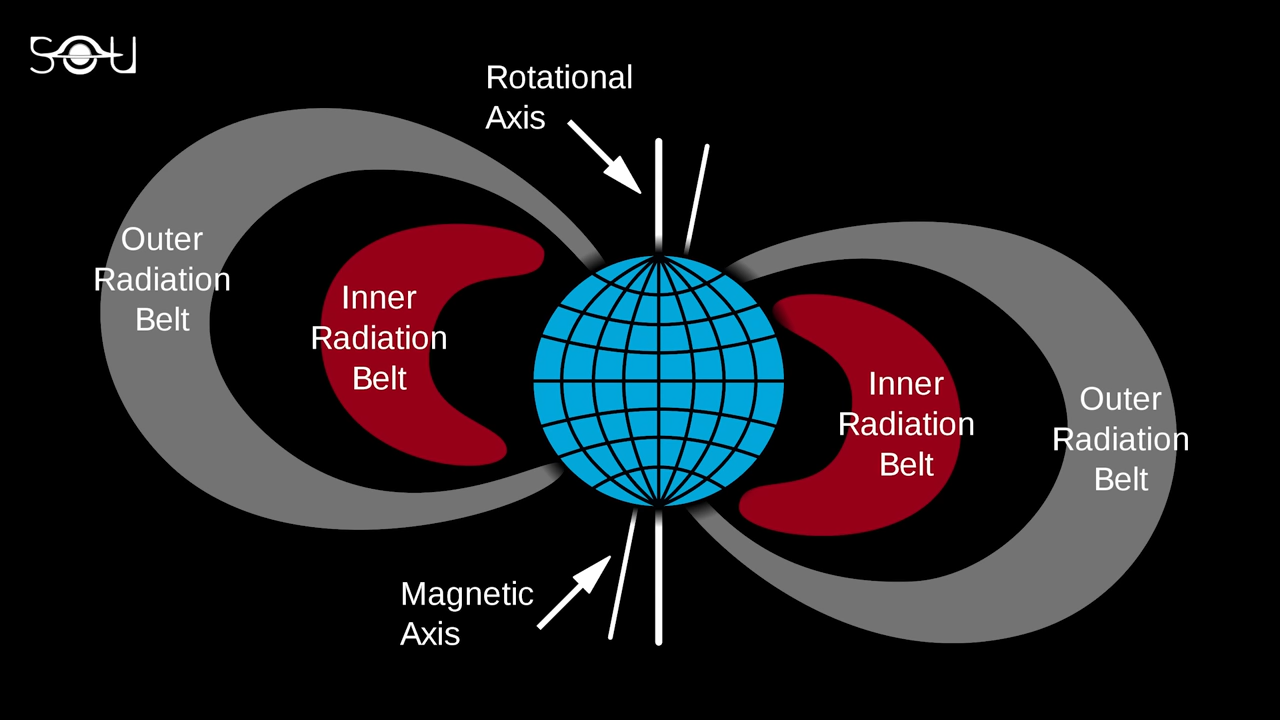 SOU
Rotational
Axis
Outer
Radiation
Belt
Inner
Radiation
Belt
Inner
Radiation
Belt
Outer
Radiation
Belt
Magnetic
Axis